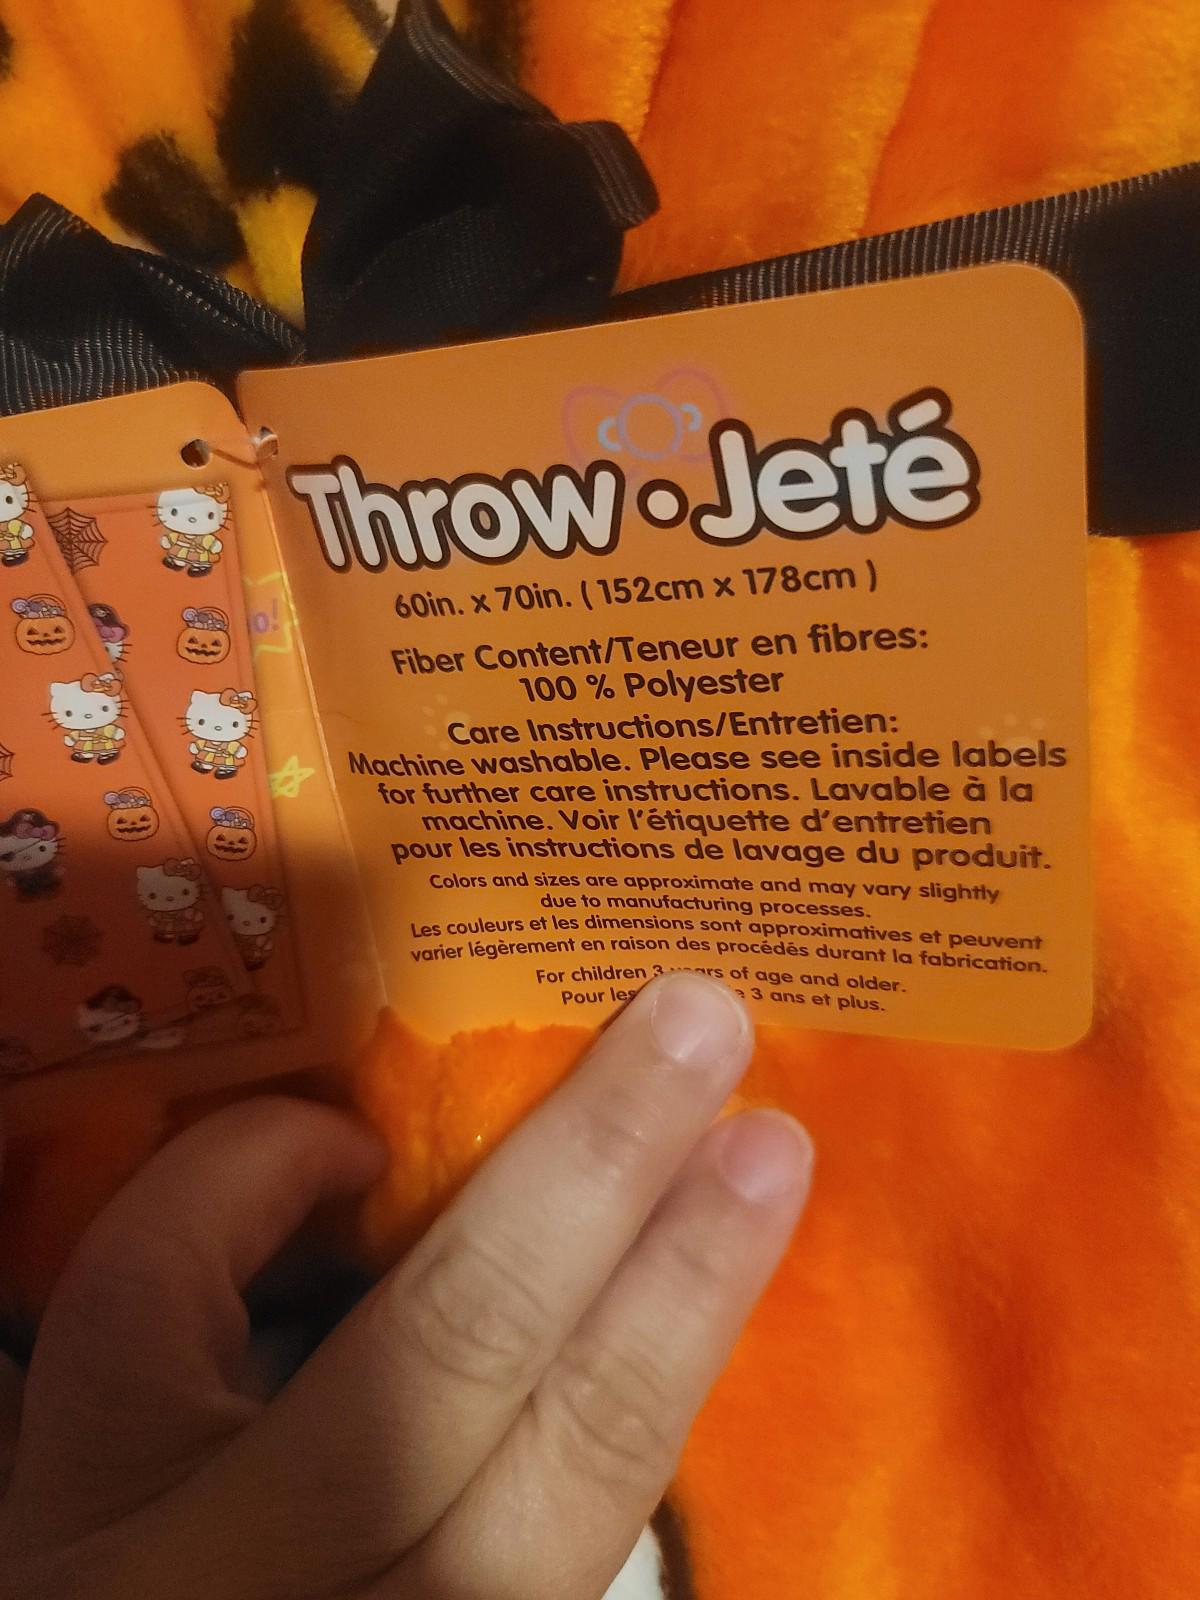 Throw • Jeté
60in. x 70in. ( 152cm x 178cm )
Fiber Content/Teneur en fibres:
100 % Polyester
Care Instructions/Entretien:
Machine washable. Please see inside labels
for further care instructions. Lavable à la
machine. Voir l'étiquette d'entretien
pour les instructions de lavage du produit.
Colors and sizes are approximate and may vary slightly
due to manufacturing processes.
Les couleurs et les dimensions sont approximatives et peuvent
varier légèrement en raison des procédés durant la fabrication.
For children 3 years of age and older.
Pour les 3 ans et plus.